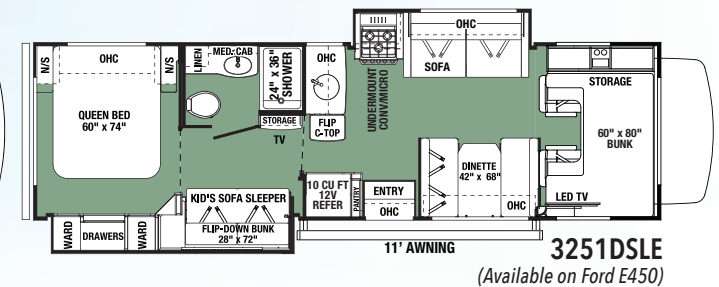 N/S
OHC
N/S
QUEEN BED
60" x 74"
LINEN
MED. CAB
24" x 36"
SHOWER
STORAGE
TV
OHC
FLIP
C-TOP
UNDERMOUNT
CONV/MICRO
OHC
SOFA
STORAGE
60" x 80"
BUNK
LED TV
DINETTE
42" x 68"
OHC
10 CU FT
12V
REFER
PANTRY
ENTRY
OHC
KID'S SOFA SLEEPER
FLIP-DOWN BUNK
28" x 72"
WARD
DRAWERS
WARD
11' AWNING
3251DSLE
(Available on Ford E450)